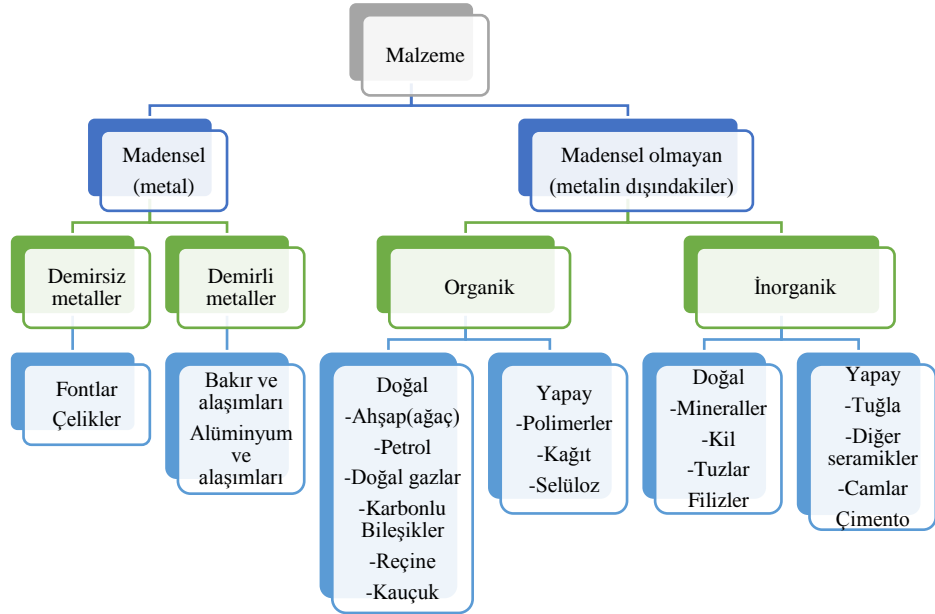 Malzeme
Madensel
(metal)
Madensel olmayan
(metalin dışındakiler)
Demirsiz
metaller
Demirli
metaller
Organik
İnorganik
Fontlar
Çelikler
Bakır ve
alaşımları
Alüminyum
ve
alaşımları
Doğal
-Ahşap(ağaç)
-Petrol
-Doğal gazlar
-Karbonlu
Bileşikler
-Reçine
-Kauçuk
Yapay
-Polimerler
-Kağıt
-Selüloz
Doğal
-Mineraller
-Kil
-Tuzlar
Filizler
Yapay
-Tuğla
-Diğer
seramikler
-Camlar
Çimento